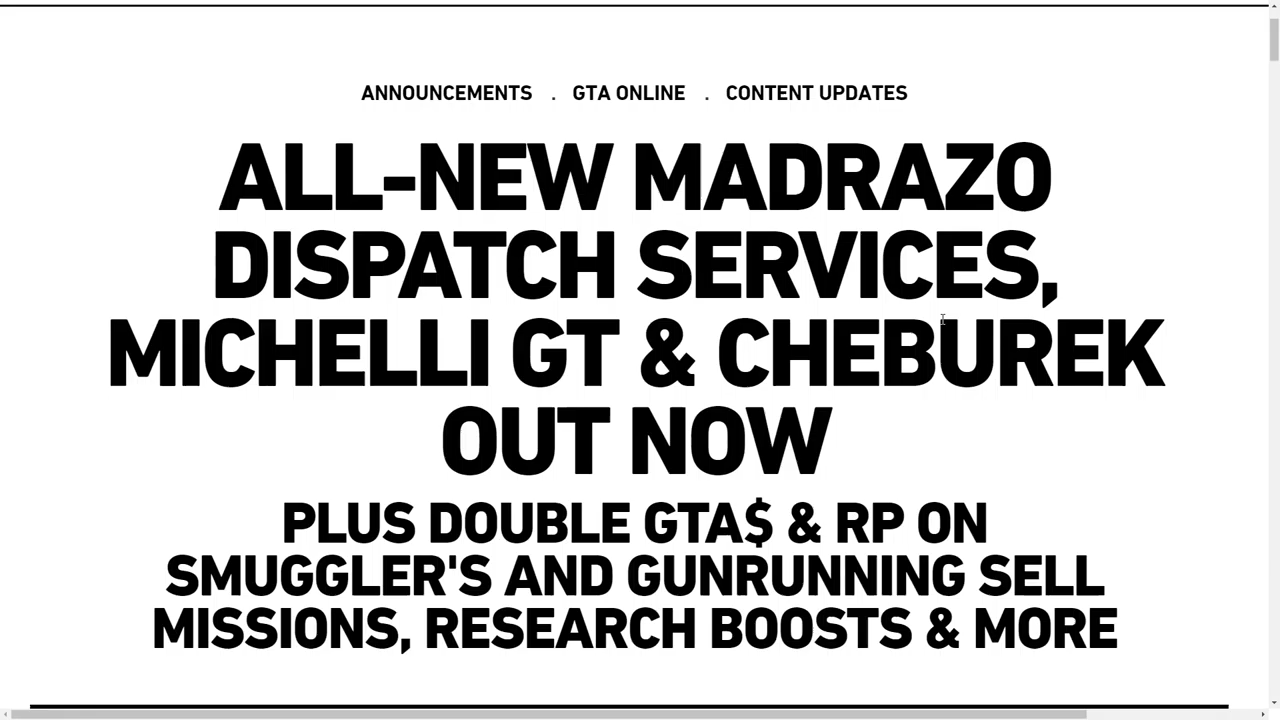 ANNOUNCEMENTS . GTA ONLINE . CONTENT UPDATES
ALL-NEW MADRAZO
DISPATCH SERVICES,
MICHELLI GT & CHEBUREK
OUT NOW
PLUS DOUBLE GTA$ & RP ON
SMUGGLER'S AND GUNRUNNING SELL
MISSIONS, RESEARCH BOOSTS & MORE